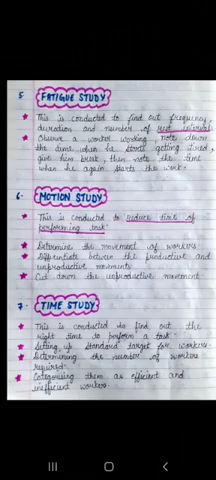 5. FATIGUE STUDY
This is conducted to find out frequency,
duration and number of rest interval
Observe a worker working note down
the time when he starts getting tired,
give him break, then note the time
when he again starts the work.
6. MOTION STUDY
This is conducted to reduce time of
performing task
Determine the movement of workers
Differentiate between the productive and
unproductive movements
Cut down the unproductive movement
7. TIME STUDY
This is conducted to find out the
right time to perform a task.
Setting up standard target for workers
Determining the number of workers
required.
Categorising them as efficient and
inefficient workers.